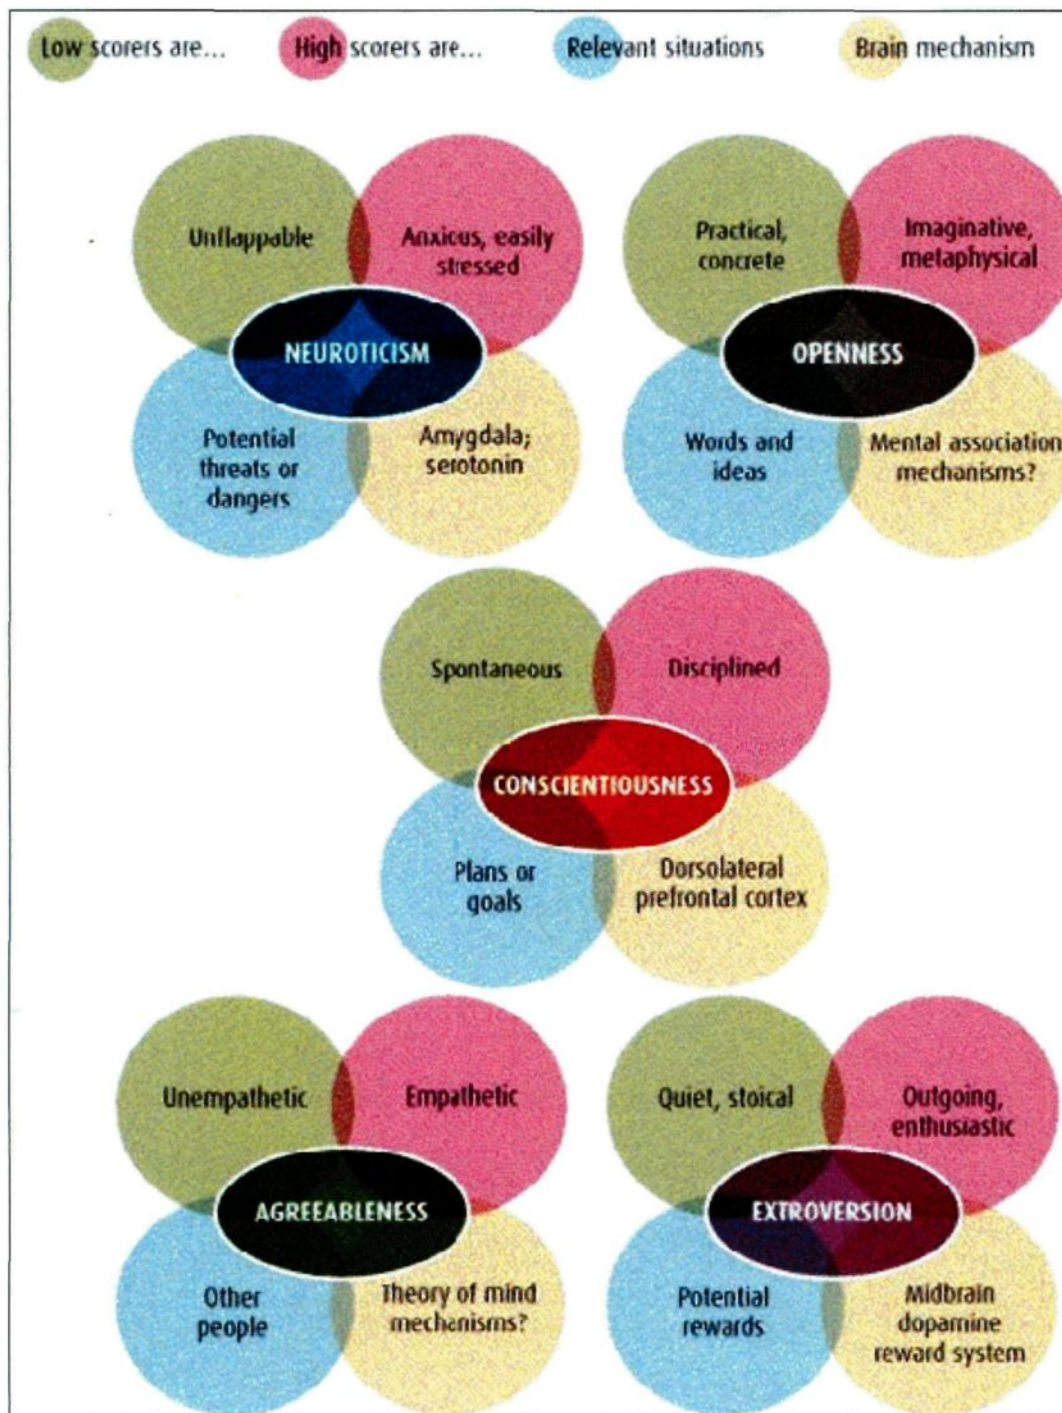 Low scorers are...
High scorers are...
Relevant situations
Brain mechanism
Unflappable
Anxious, easily
stressed
NEUROTICISM
Potential
threats or
dangers
Amygdala;
serotonin
Practical,
concrete
Imaginative,
metaphysical
OPENNESS
Words and
ideas
Mental association
mechanisms?
Spontaneous
Disciplined
CONSCIENTIOUSNESS
Plans or
goals
Dorsolateral
prefrontal cortex
Unempathetic
Empathetic
AGREEABLENESS
Other
people
Theory of mind
mechanisms?
Quiet, stoical
Outgoing,
enthusiastic
EXTROVERSION
Potential
rewards
Midbrain
dopamine
reward system